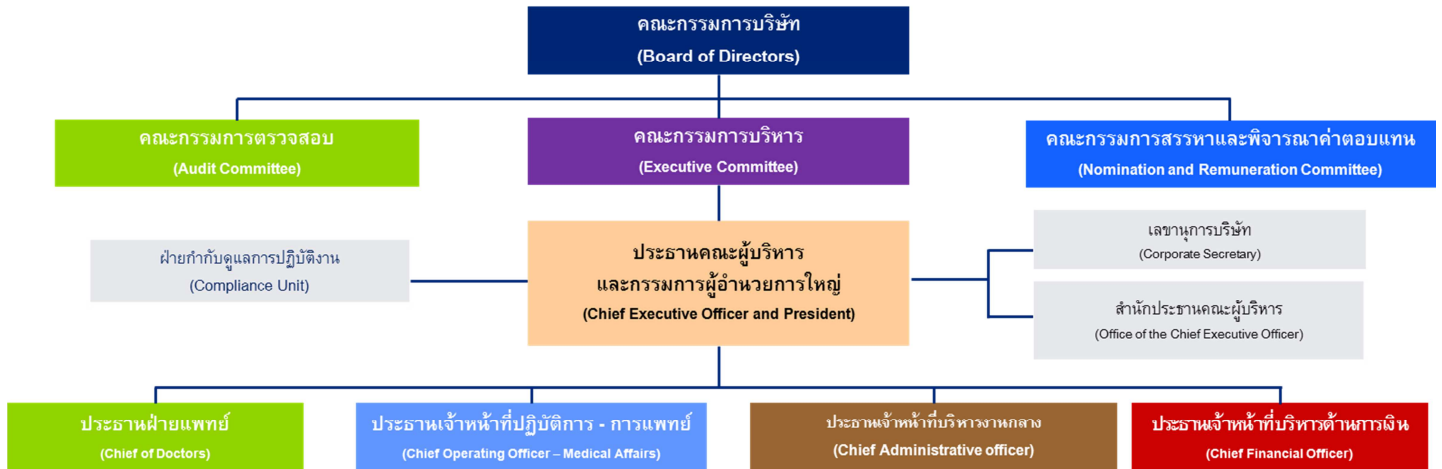 คณะกรรมการบริษัท
(Board of Directors)
คณะกรรมการตรวจสอบ
(Audit Committee)
คณะกรรมการบริหาร
(Executive Committee)
คณะกรรมการสรรหาและพิจารณาค่าตอบแทน
(Nomination and Remuneration Committee)
ฝ่ายกำกับดูแลการปฏิบัติงาน
(Compliance Unit)
ประธานคณะผู้บริหาร
และกรรมการผู้อำนวยการใหญ่
(Chief Executive Officer and President)
เลขานุการบริษัท
(Corporate Secretary)
สำนักประธานคณะผู้บริหาร
(Office of the Chief Executive Officer)
ประธานฝ่ายแพทย์
(Chief of Doctors)
ประธานเจ้าหน้าที่ปฏิบัติการ - การแพทย์
(Chief Operating Officer – Medical Affairs)
ประธานเจ้าหน้าที่บริหารงานกลาง
(Chief Administrative officer)
ประธานเจ้าหน้าที่บริหารด้านการเงิน
(Chief Financial Officer)